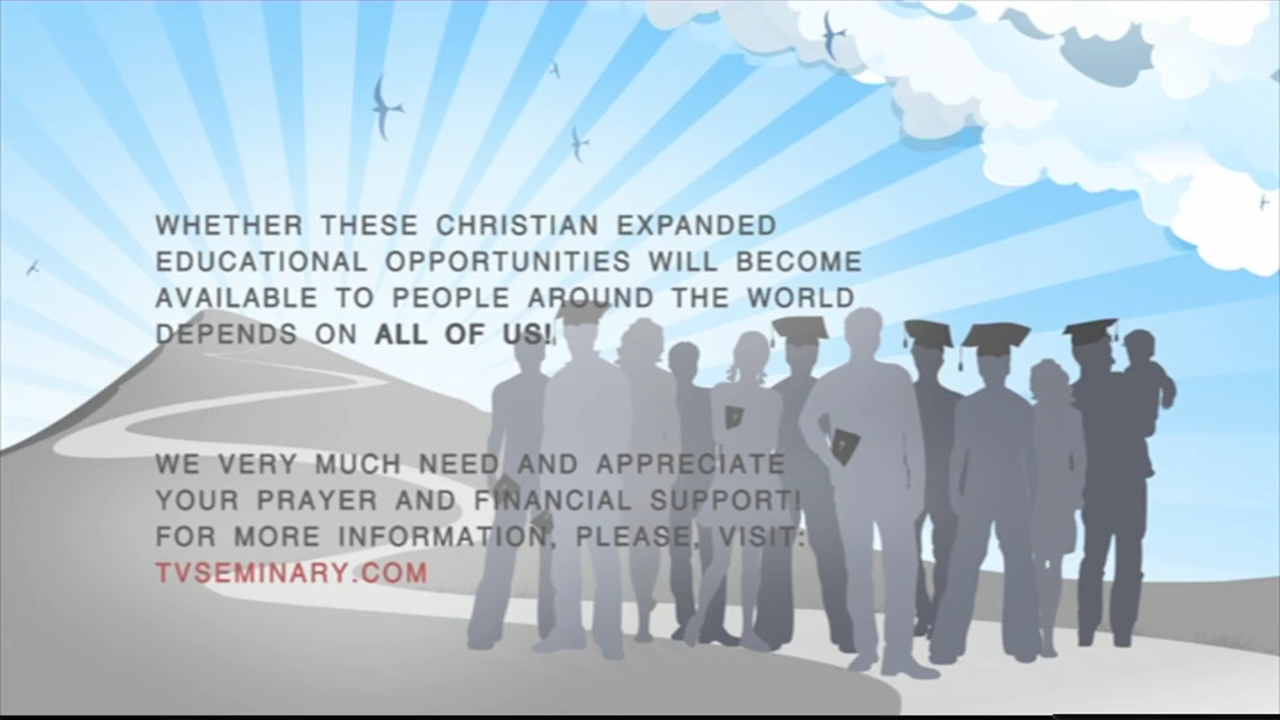 WHETHER THESE CHRISTIAN EXPANDED
EDUCATIONAL OPPORTUNITIES WILL BECOME
AVAILABLE TO PEOPLE AROUND THE WORLD
DEPENDS ON ALL OF US!
WE VERY MUCH NEED AND APPRECIATE
YOUR PRAYER AND FINANCIAL SUPPORT!
FOR MORE INFORMATION, PLEASE, VISIT:
TVSEMINARY.COM